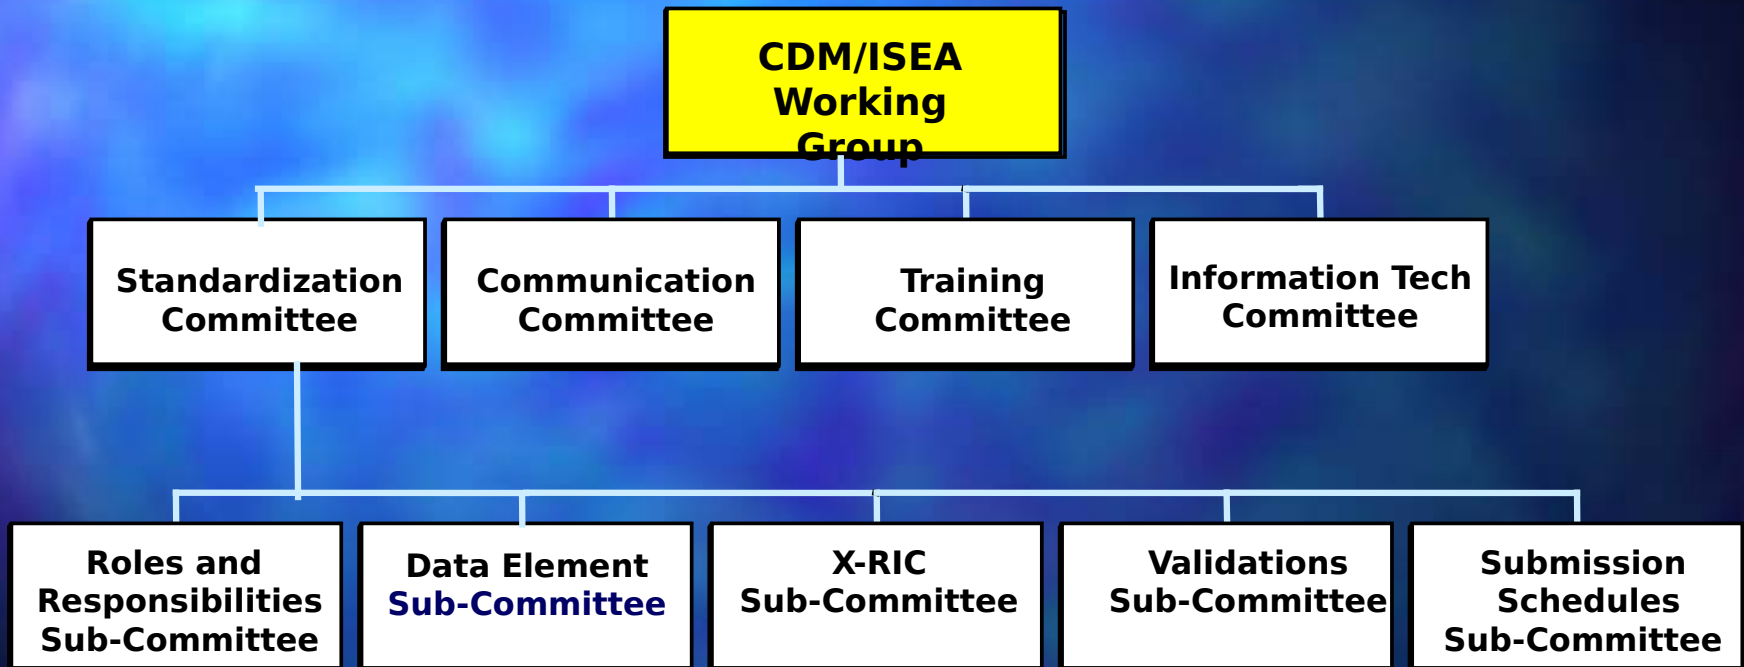 CDM/ISEA
Working
Group
Standardization
Committee
Communication
Committee
Training
Committee
Information Tech
Committee
Roles and
Responsibilities
Sub-Committee
Data Element
Sub-Committee
X-RIC
Sub-Committee
Validations
Sub-Committee
Submission
Schedules
Sub-Committee